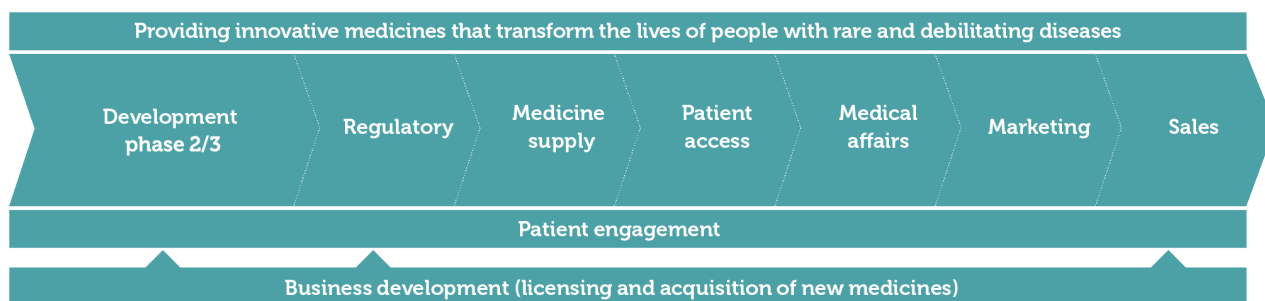 Providing innovative medicines that transform the lives of people with rare and debilitating diseases
Development
phase 2/3
Regulatory
Medicine
supply
Patient
access
Medical
affairs
Marketing
Sales
Patient engagement
Business development (licensing and acquisition of new medicines)